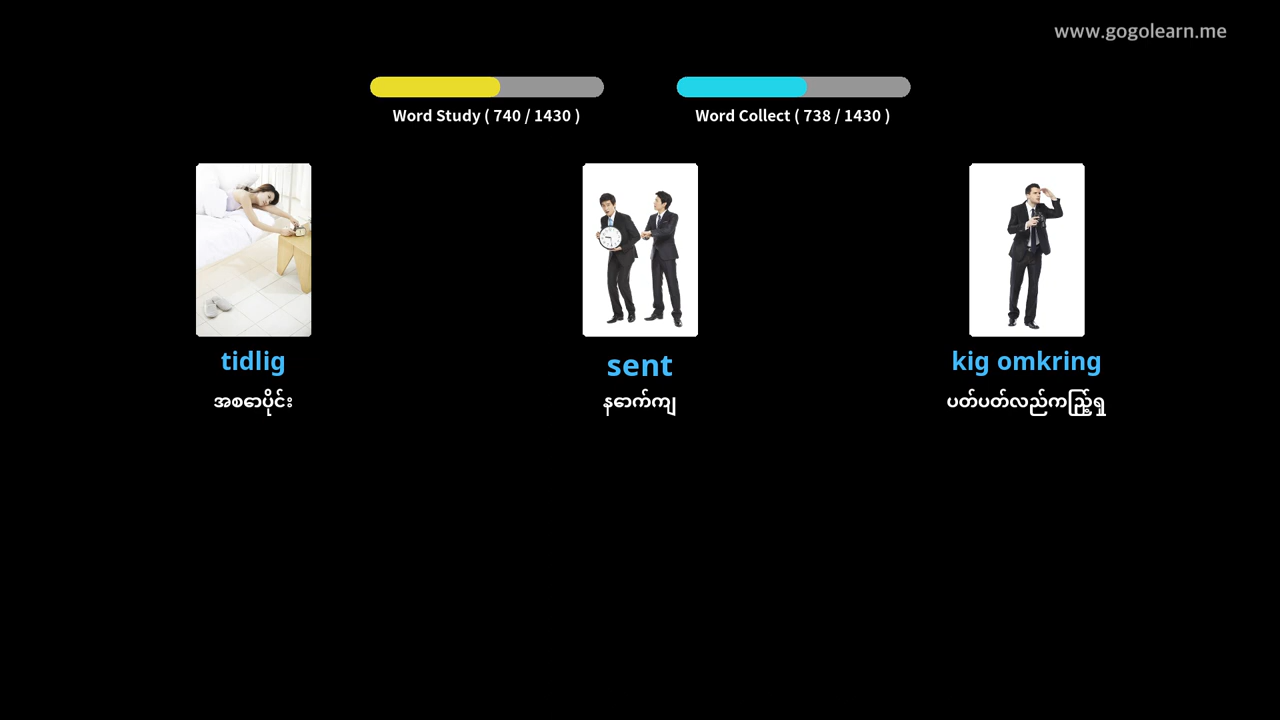 www.gogolearn.me
Word Study ( 740 / 1430 )
Word Collect ( 738 / 1430 )
tidlig
sent
kig omkring
အစောပိုင်း
နောက်ကျ
ပတ်ပတ်လည်ကည့်ြရှု